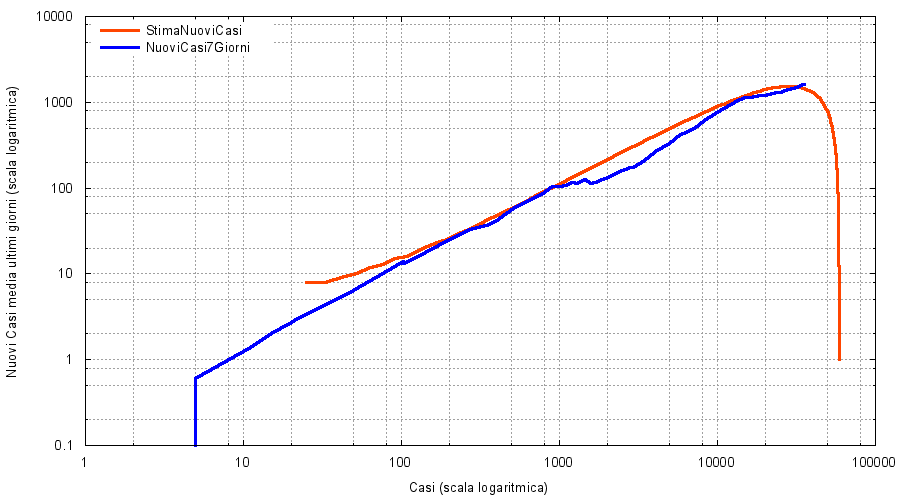 10000
1000
100
10
1
0.1
StimaNuoviCasi
NuoviCasi7Giorni
Nuovi Casi media ultimi giorni (scala logaritmica)
1 10 100 1000 10000 100000
Casi (scala logaritmica)